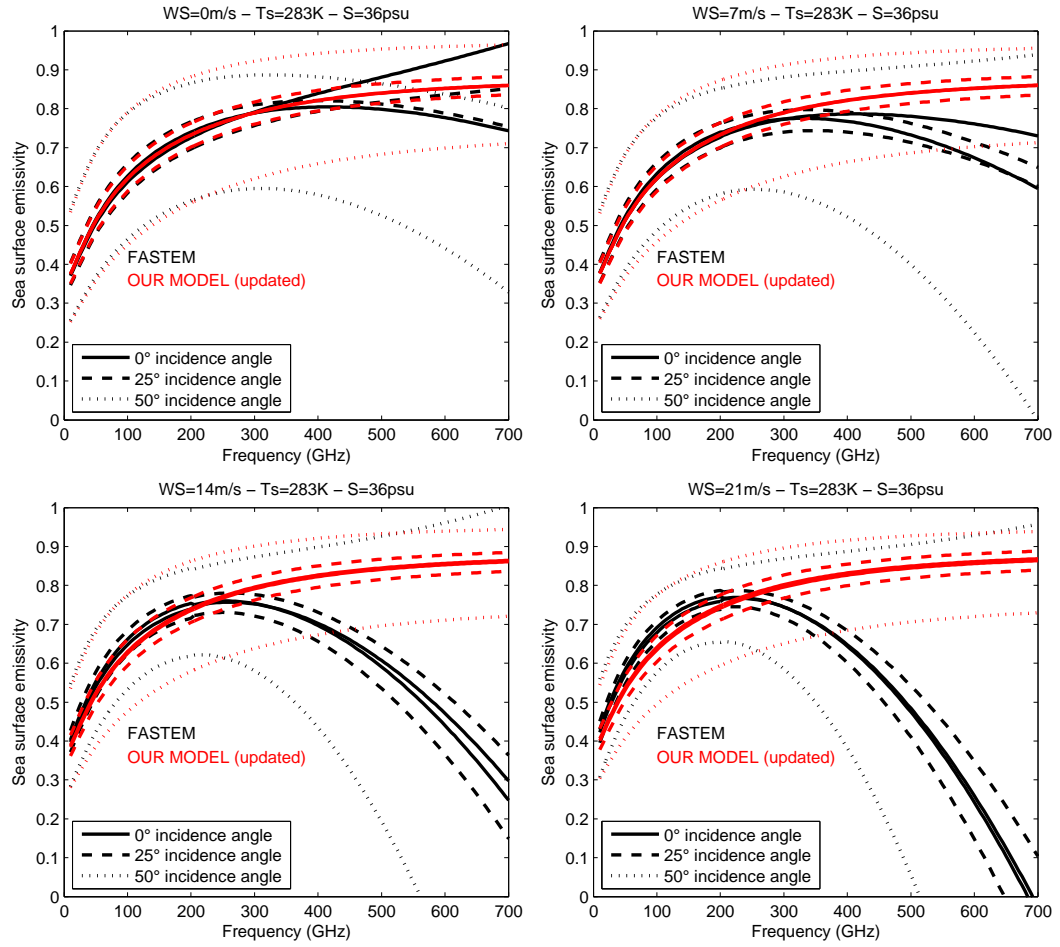 WS=0m/s − Ts=283K − S=36psu
Sea surface emissivity
1
0.9
0.8
0.7
0.6
0.5
0.4
0.3
0.2
0.1
0
FASTEM
OUR MODEL (updated)
0° incidence angle
25° incidence angle
50° incidence angle
0 100 200 300 400 500 600 700
Frequency (GHz)
WS=7m/s − Ts=283K − S=36psu
Sea surface emissivity
1
0.9
0.8
0.7
0.6
0.5
0.4
0.3
0.2
0.1
0
FASTEM
OUR MODEL (updated)
0° incidence angle
25° incidence angle
50° incidence angle
0 100 200 300 400 500 600 700
Frequency (GHz)
WS=14m/s − Ts=283K − S=36psu
Sea surface emissivity
1
0.9
0.8
0.7
0.6
0.5
0.4
0.3
0.2
0.1
0
FASTEM
OUR MODEL (updated)
0° incidence angle
25° incidence angle
50° incidence angle
0 100 200 300 400 500 600 700
Frequency (GHz)
WS=21m/s − Ts=283K − S=36psu
Sea surface emissivity
1
0.9
0.8
0.7
0.6
0.5
0.4
0.3
0.2
0.1
0
FASTEM
OUR MODEL (updated)
0° incidence angle
25° incidence angle
50° incidence angle
0 100 200 300 400 500 600 700
Frequency (GHz)